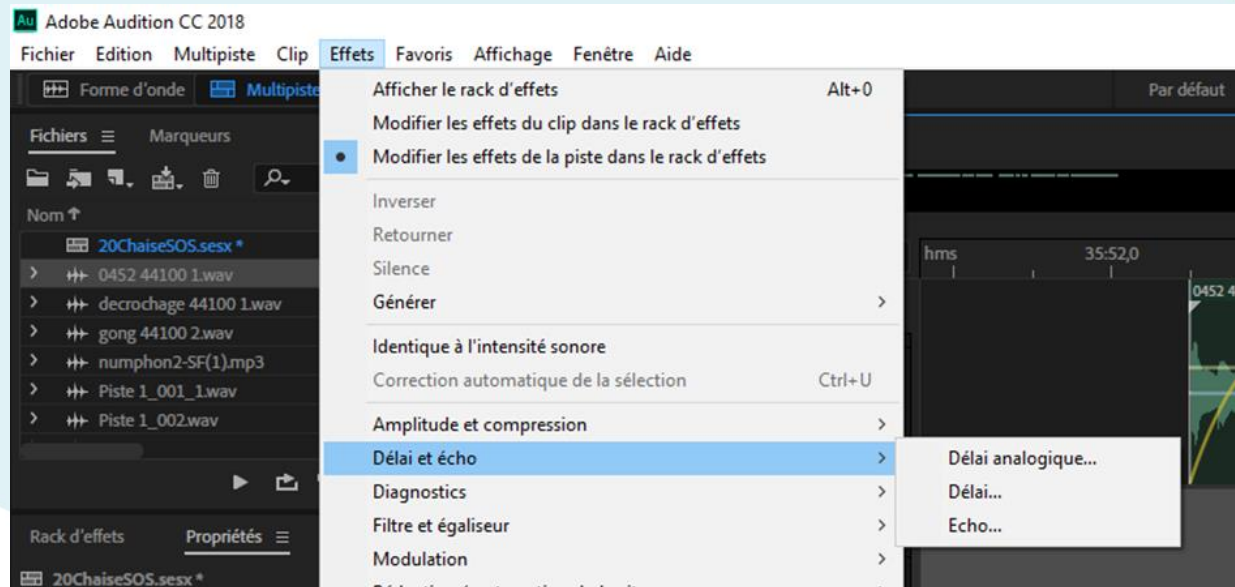 Au Adobe Audition CC 2018
Fichier Edition Multipiste Clip Effets Favoris Affichage Fenêtre Aide
Forme d'onde Multipiste
Par défaut
Fichiers Marqueurs
Nom
20ChaiseSOS.sesx *
0452 44100 1.wav
decrochage 44100 1.wav
gong 44100 2.wav
numphon2-SF(1).mp3
Piste 1_001_1.wav
Piste 1_002.wav
Rack d'effets Propriétés
20ChaiseSOS.sesx *
Afficher le rack d'effets Alt+0
Modifier les effets du clip dans le rack d'effets
Modifier les effets de la piste dans le rack d'effets
Inverser
Retourner
Silence
Générer
Identique à l'intensité sonore
Correction automatique de la sélection Ctrl+U
Amplitude et compression
Délai et écho
Diagnostics
Filtre et égaliseur
Modulation
Délai analogique...
Délai...
Echo...
hms 35:52,0
0452 4